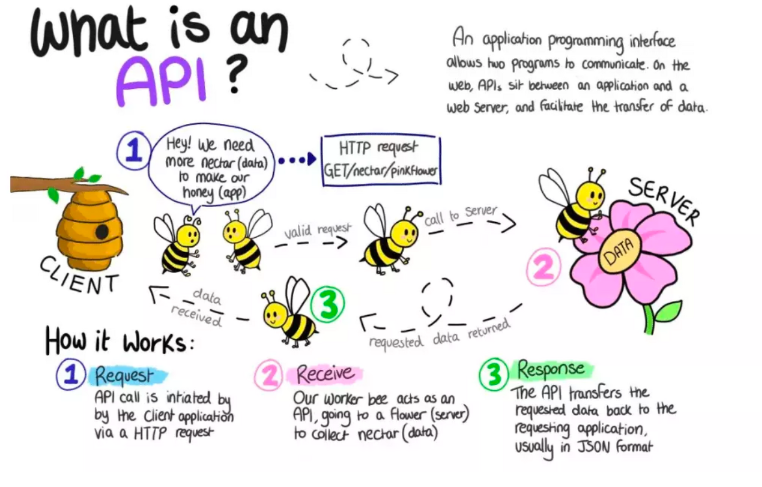 What is an
API?
An application programming interface
allows two programs to communicate. On the
web, APIs sit between an application and a
web server, and facilitate the transfer of data.
1
Hey! We need
more nectar (data)
to make our
honey (app)
HTTP request
GET/nectar/pinkflower
CLIENT
valid request
call to server
SERVER
DATA
2
data
received
3
requested data returned
How it works:
1 Request
API call is intiated by
by the client application
via a HTTP request
2 Receive
Our worker bee acts as an
API, going to a flower (server)
to collect nectar (data)
3 Response
The API transfers the
requested data back to the
requesting application,
usually in JSON format